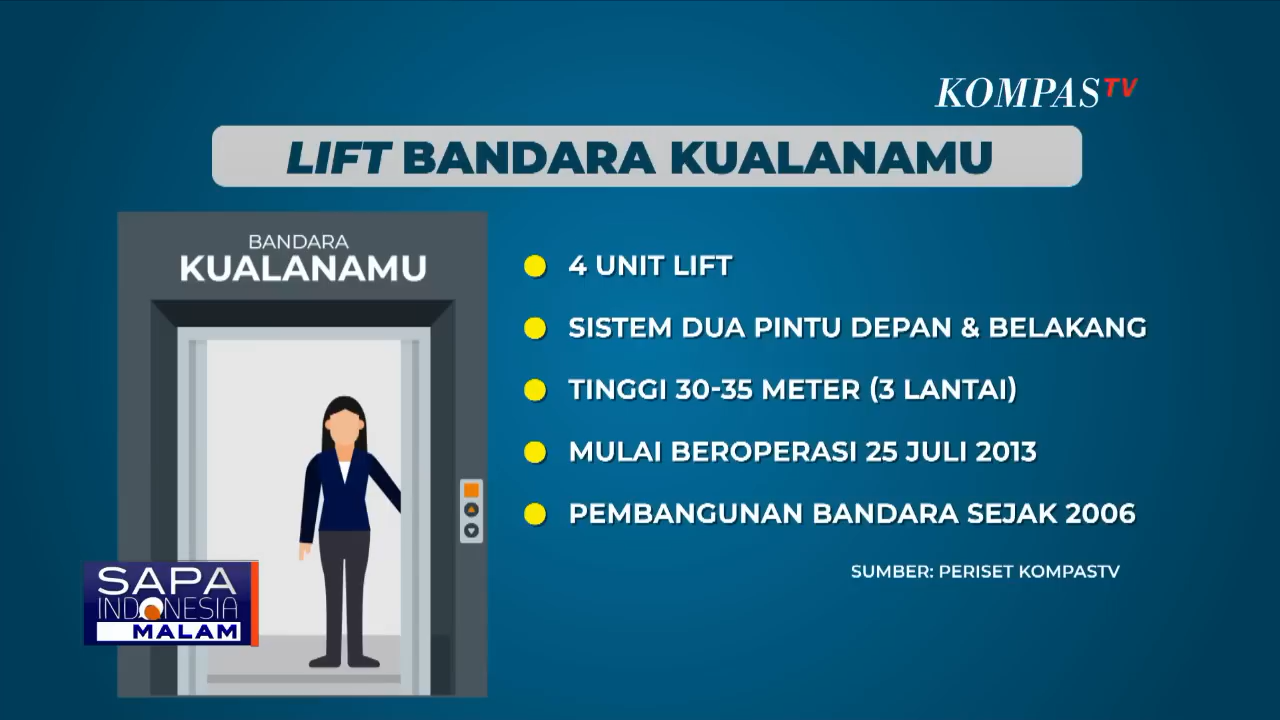 KOMPASTV
LIFT BANDARA KUALANAMU
BANDARA
KUALANAMU
4 UNIT LIFT
SISTEM DUA PINTU DEPAN & BELAKANG
TINGGI 30-35 METER (3 LANTAI)
MULAI BEROPERASI 25 JULI 2013
PEMBANGUNAN BANDARA SEJAK 2006
SUMBER: PERISET KOMPASTV
SAPA
INDONESIA
MALAM